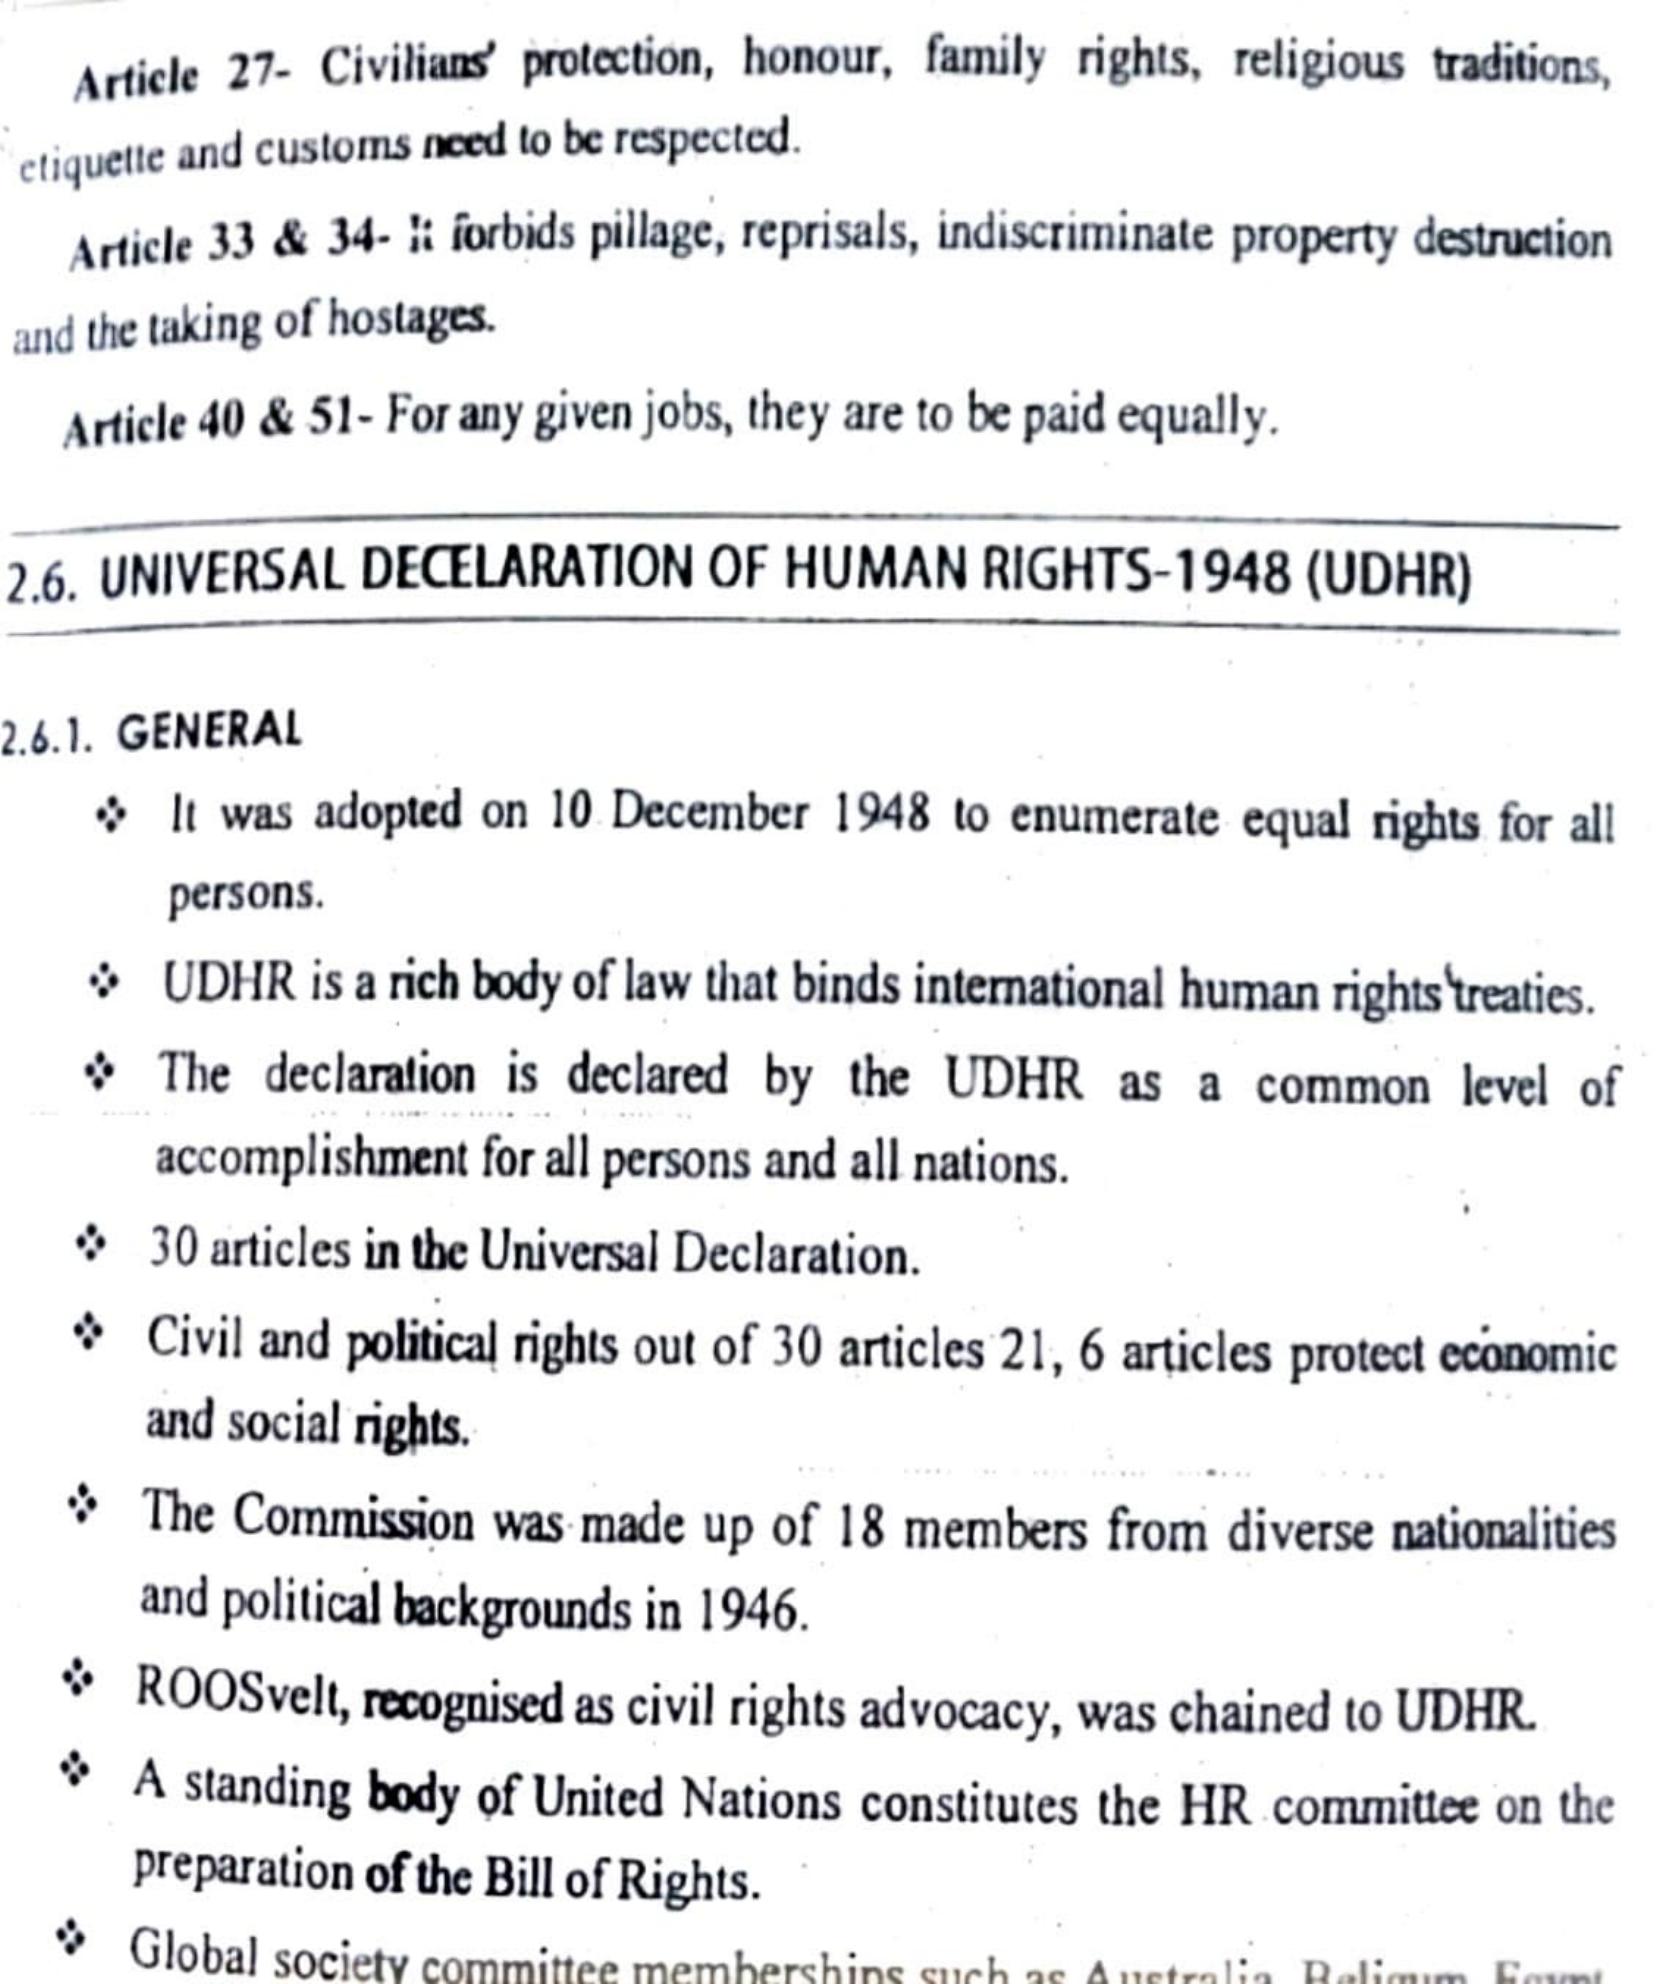 Article 27- Civilians' protection, honour, family rights, religious traditions,
etiquette and customs need to be respected.
Article 33 & 34- It forbids pillage, reprisals, indiscriminate property destruction
and the taking of hostages.
Article 40 & 51- For any given jobs, they are to be paid equally.
2.6. UNIVERSAL DECELARATION OF HUMAN RIGHTS-1948 (UDHR)
2.6.1. GENERAL
❖ It was adopted on 10 December 1948 to enumerate equal rights for all
persons.
❖ UDHR is a rich body of law that binds international human rights treaties.
❖ The declaration is declared by the UDHR as a common level of
accomplishment for all persons and all nations.
❖ 30 articles in the Universal Declaration.
❖ Civil and political rights out of 30 articles 21, 6 articles protect economic
and social rights.
❖ The Commission was made up of 18 members from diverse nationalities
and political backgrounds in 1946.
❖ ROOSvelt, recognised as civil rights advocacy, was chained to UDHR.
❖ A standing body of United Nations constitutes the HR committee on the
preparation of the Bill of Rights.
❖ Global society committee memberships such as Australia, Beligum, Egypt,